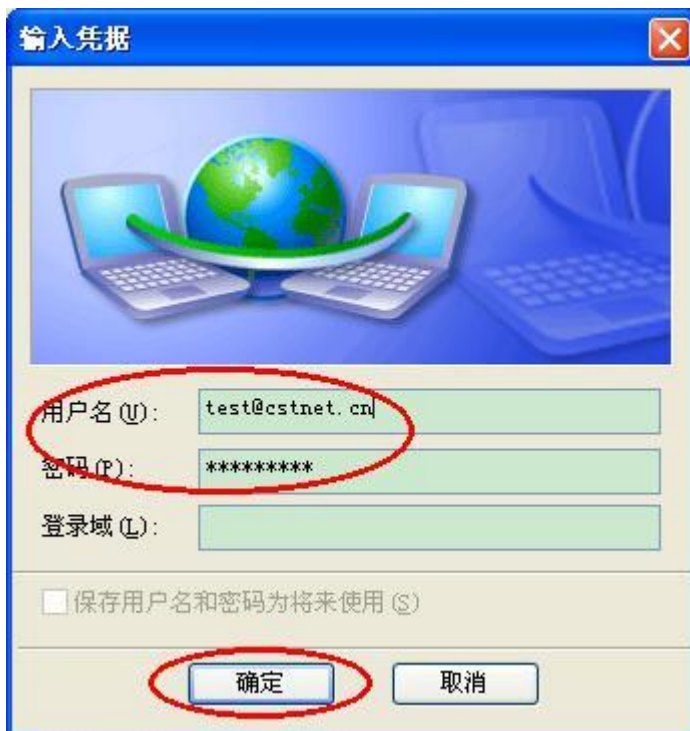 输入凭据
用户名(U): test@cstnet.cn
密码(P): *********
登录域(L):
保存用户名和密码为将来使用(S)
确定 取消